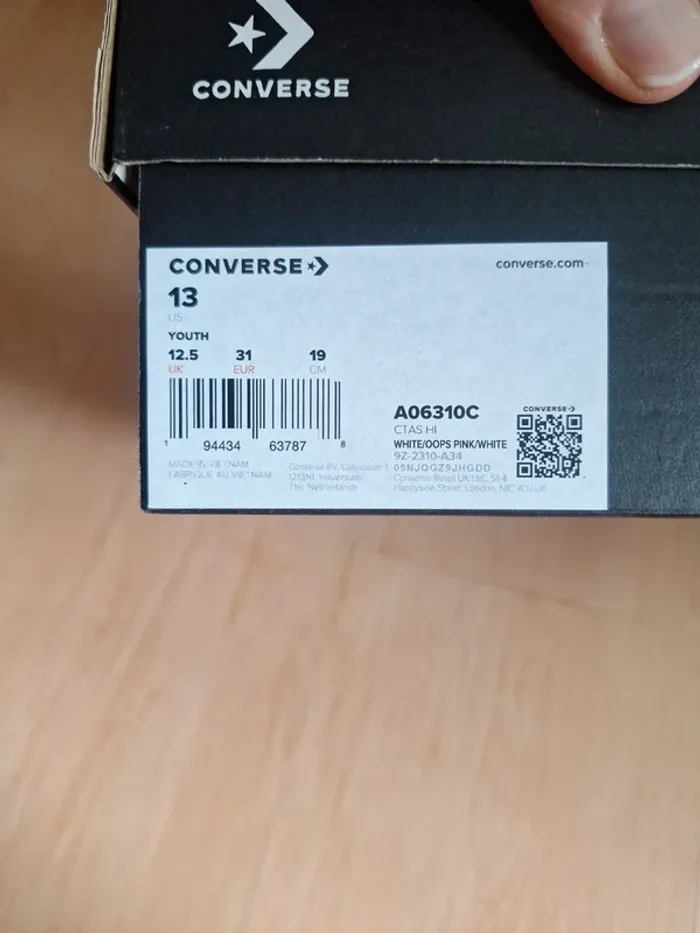 CONVERSE
CONVERSE
converse.com
13
US
YOUTH
12.5 31 19
UK EUR CM
1 94434 63787 8
MADE IN VIETNAM
FABRIQUÉ AU VIETNAM
Converse BV, Colosseum 1
1213NL Hilversum
The Netherlands
A06310C
CTAS HI
WHITE/OOPS PINK/WHITE
9Z-2310-A34
05NJQGZ9JHGDD
Converse Retail UK Ltd., S1-4
Handyside Street, London, N1C 4DJ UK
CONVERSE